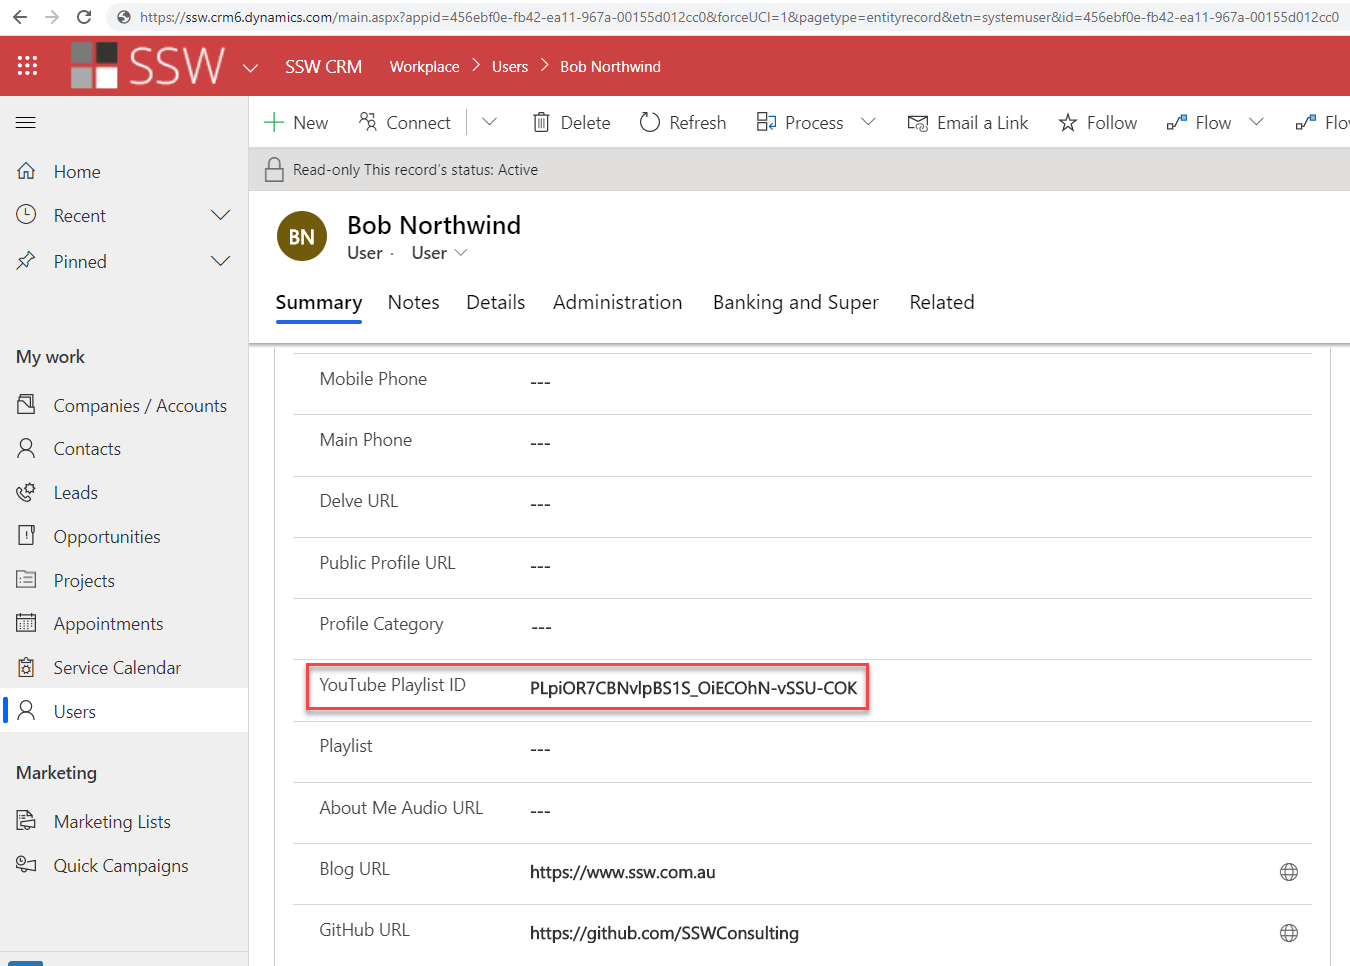 https://ssw.crm6.dynamics.com/main.aspx?appid=456ebf0e-fb42-ea11-967a-00155d012cc0&forceUCI=1&pagetype=entityrecord&etn=systemuser&id=456ebf0e-fb42-ea11-967a-00155d012cc0
SSW SSW CRM Workplace Users Bob Northwind
New Connect Delete Refresh Process Email a Link Follow Flow Flo
Read-only This record's status: Active
Home
Recent
Pinned
My work
Companies / Accounts
Contacts
Leads
Opportunities
Projects
Appointments
Service Calendar
Users
Marketing
Marketing Lists
Quick Campaigns
BN
Bob Northwind
User · User
Summary Notes Details Administration Banking and Super Related
Mobile Phone ---
Main Phone ---
Delve URL ---
Public Profile URL ---
Profile Category ---
YouTube Playlist ID PLpiOR7CBNvlpBS1S_OiECOhN-vSSU-COK
Playlist ---
About Me Audio URL ---
Blog URL https://www.ssw.com.au
GitHub URL https://github.com/SSWConsulting